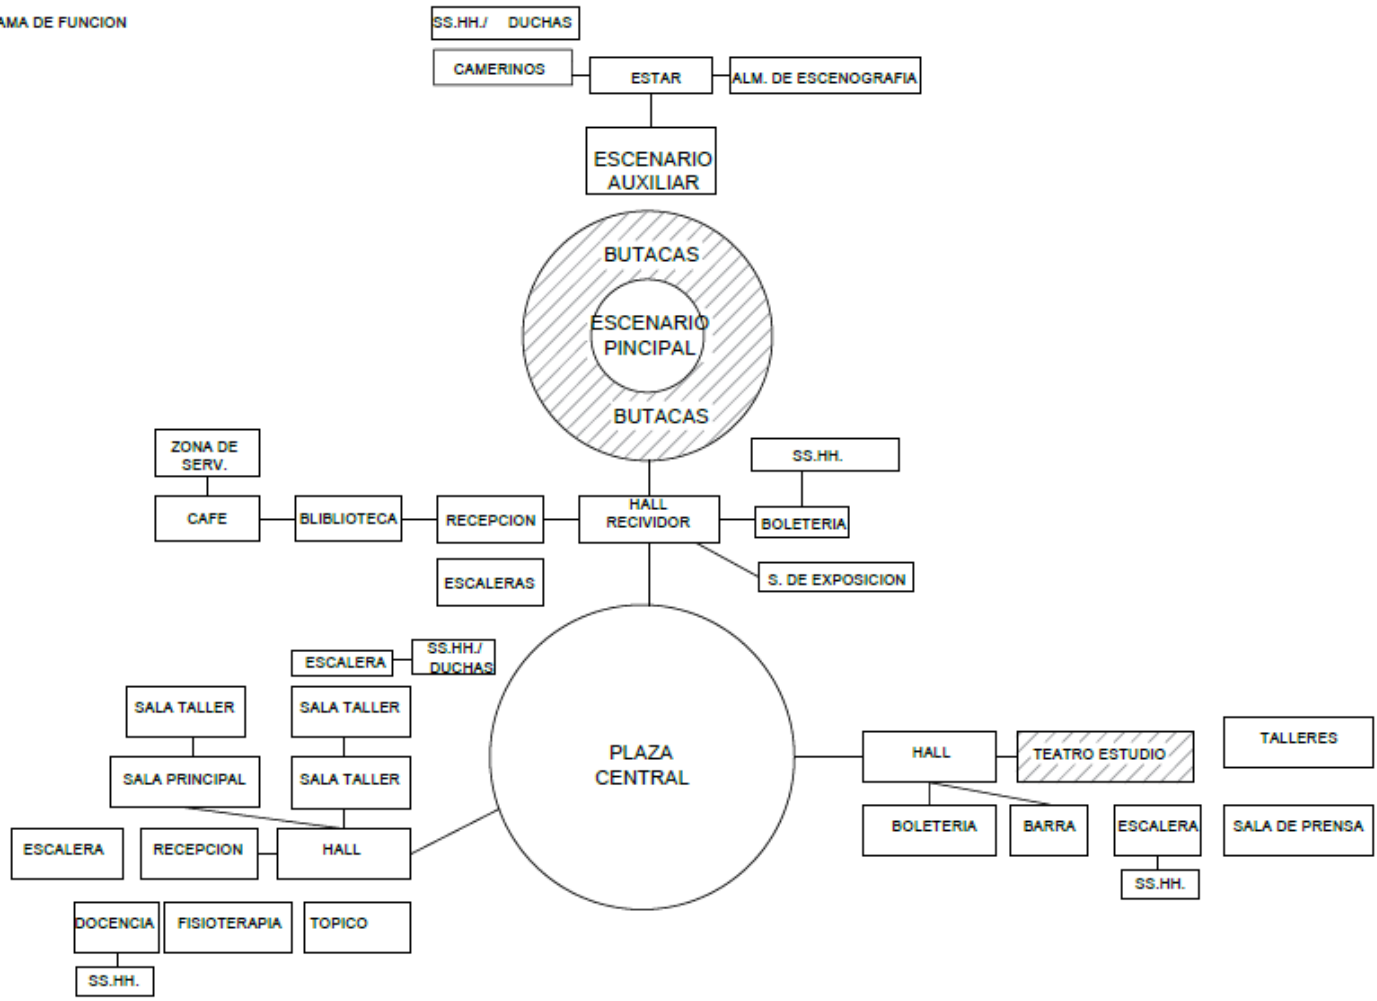 AMA DE FUNCION
SS.HH./ DUCHAS
CAMERINOS
ESTAR
ALM. DE ESCENOGRAFIA
ESCENARIO
AUXILIAR
BUTACAS
ESCENARIO
PINCIPAL
BUTACAS
ZONA DE
SERV.
SS.HH.
CAFE
BLIBLIOTECA
RECEPCION
HALL
RECIVIDOR
BOLETERIA
ESCALERAS
S. DE EXPOSICION
ESCALERA
SS.HH./
DUCHAS
SALA TALLER
SALA TALLER
SALA PRINCIPAL
SALA TALLER
PLAZA
CENTRAL
HALL
TEATRO ESTUDIO
TALLERES
BOLETERIA
BARRA
ESCALERA
SALA DE PRENSA
SS.HH.
ESCALERA
RECEPCION
HALL
DOCENCIA
FISIOTERAPIA
TOPICO
SS.HH.